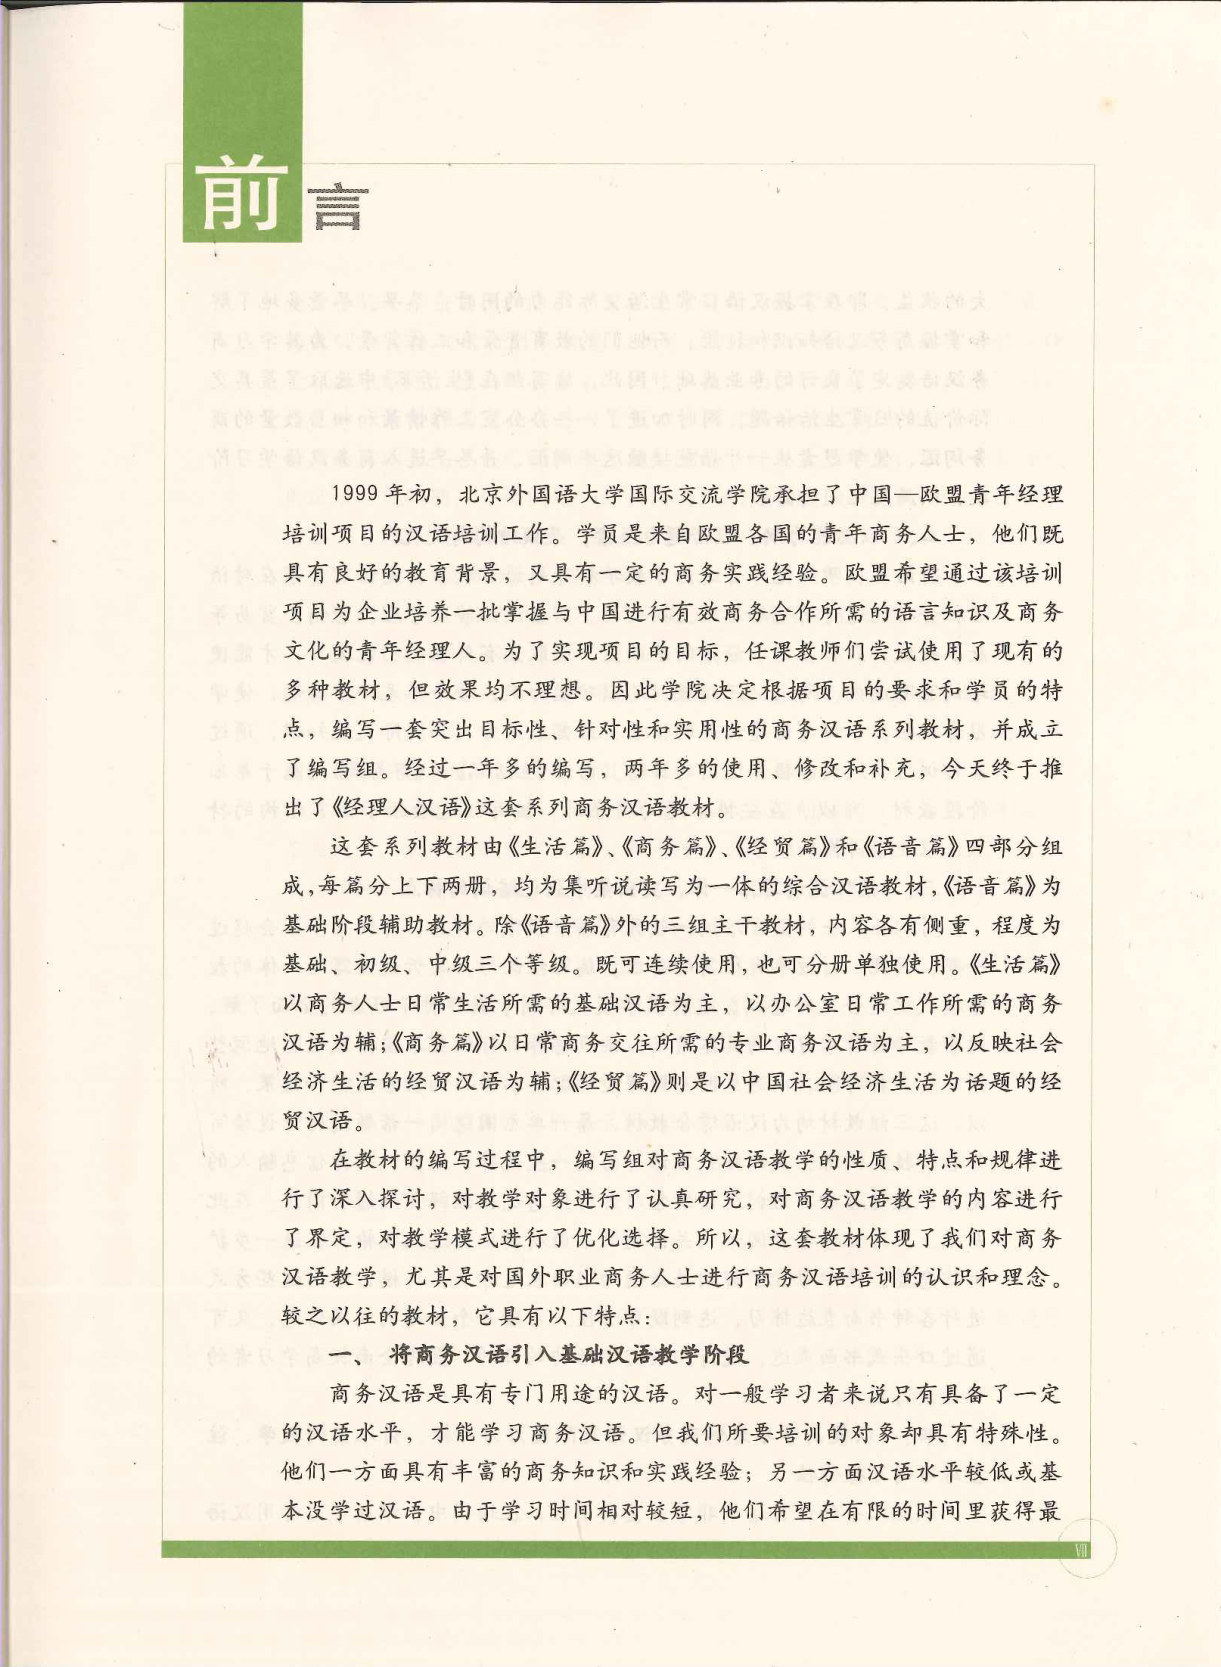 前言
1999年初，北京外国语大学国际交流学院承担了中国—欧盟青年经理
培训项目的汉语培训工作。学员是来自欧盟各国的青年商务人士，他们既
具有良好的教育背景，又具有一定的商务实践经验。欧盟希望通过该培训
项目为企业培养一批掌握与中国进行有效商务合作所需的语言知识及商务
文化的青年经理人。为了实现项目的目标，任课教师们尝试使用了现有的
多种教材，但效果均不理想。因此学院决定根据项目的要求和学员的特
点，编写一套突出目标性、针对性和实用性的商务汉语系列教材，并成立
了编写组。经过一年多的编写，两年多的使用、修改和补充，今天终于推
出了《经理人汉语》这套系列商务汉语教材。
这套系列教材由《生活篇》、《商务篇》、《经贸篇》和《语音篇》四部分组
成，每篇分上下两册，均为集听说读写为一体的综合汉语教材，《语音篇》为
基础阶段辅助教材。除《语音篇》外的三组主干教材，内容各有侧重，程度为
基础、初级、中级三个等级。既可连续使用，也可分册单独使用。《生活篇》
以商务人士日常生活所需的基础汉语为主，以办公室日常工作所需的商务
汉语为辅；《商务篇》以日常商务交往所需的专业商务汉语为主，以反映社会
经济生活的经贸汉语为辅；《经贸篇》则是以中国社会经济生活为话题的经
贸汉语。
在教材的编写过程中，编写组对商务汉语教学的性质、特点和规律进
行了深入探讨，对教学对象进行了认真研究，对商务汉语教学的内容进行
了界定，对教学模式进行了优化选择。所以，这套教材体现了我们对商务
汉语教学，尤其是对国外职业商务人士进行商务汉语培训的认识和理念。
较之以往的教材，它具有以下特点：
一、 将商务汉语引入基础汉语教学阶段
商务汉语是具有专门用途的汉语。对一般学习者来说只有具备了一定
的汉语水平，才能学习商务汉语。但我们所要培训的对象却具有特殊性。
他们一方面具有丰富的商务知识和实践经验；另一方面汉语水平较低或基
本没学过汉语。由于学习时间相对较短，他们希望在有限的时间里获得最
VII